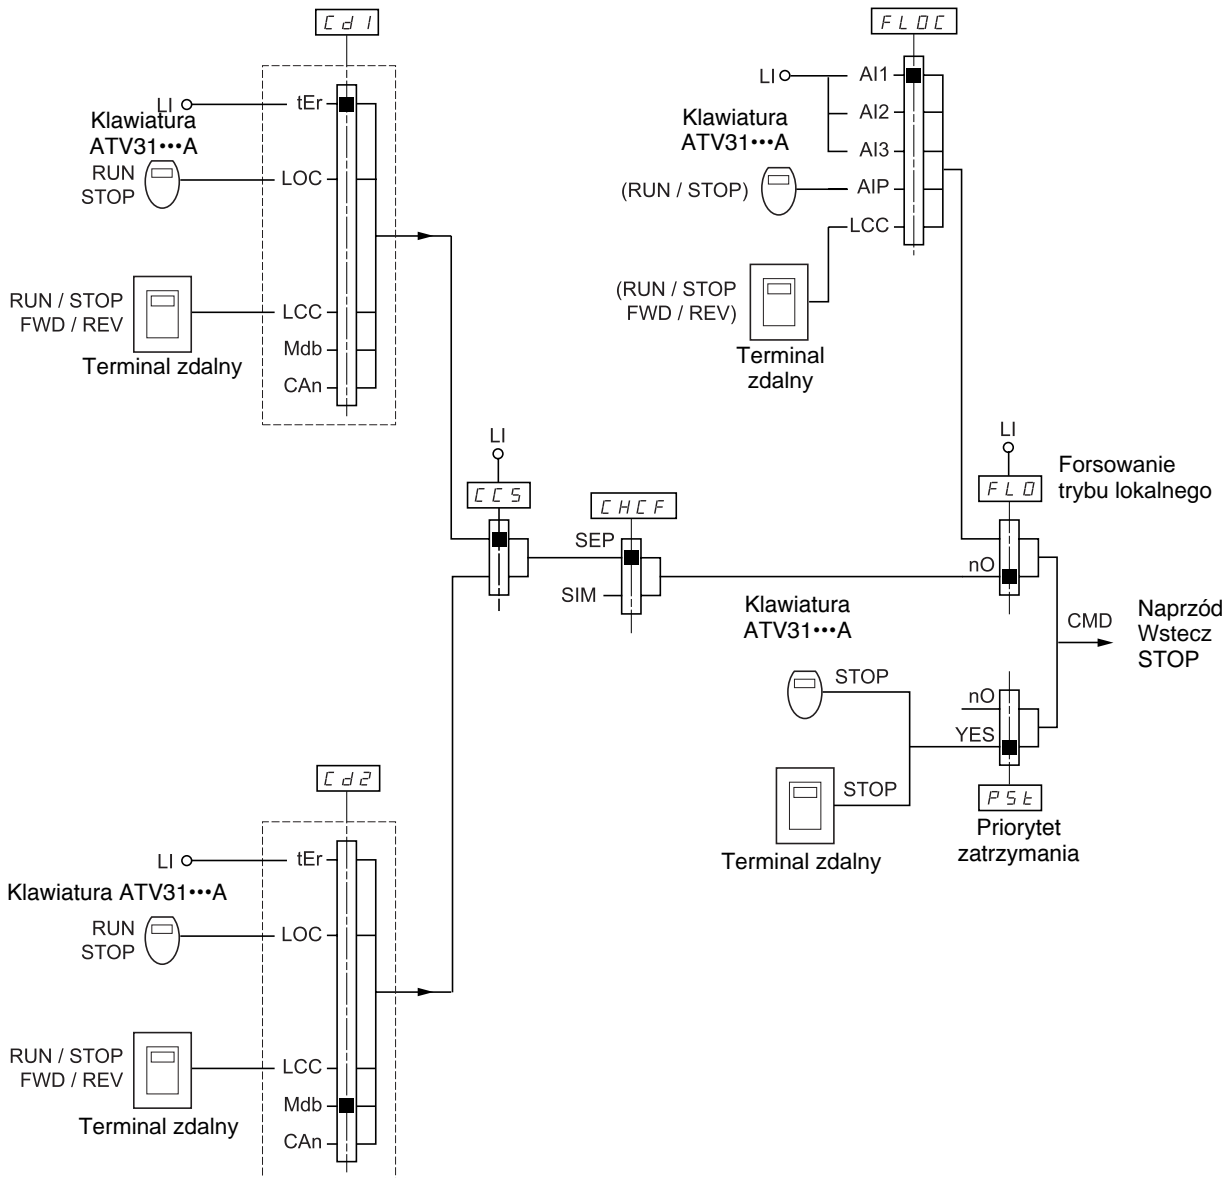 Cd1
LI
tEr
Klawiatura
ATV31•••A
RUN
STOP
LOC
RUN / STOP
FWD / REV
LCC
Mdb
CAn
Terminal zdalny
FLOC
LI
AI1
AI2
AI3
Klawiatura
ATV31•••A
(RUN / STOP)
AIP
LCC
(RUN / STOP
FWD / REV)
Terminal
zdalny
LI
CCS
CHCF
SEP
SIM
LI
FLO
Forsowanie
trybu lokalnego
nO
Klawiatura
ATV31•••A
CMD
Naprzód
Wstecz
STOP
STOP
nO
YES
STOP
Terminal zdalny
PSt
Priorytet
zatrzymania
Cd2
LI
tEr
Klawiatura ATV31•••A
RUN
STOP
LOC
RUN / STOP
FWD / REV
LCC
Mdb
CAn
Terminal zdalny